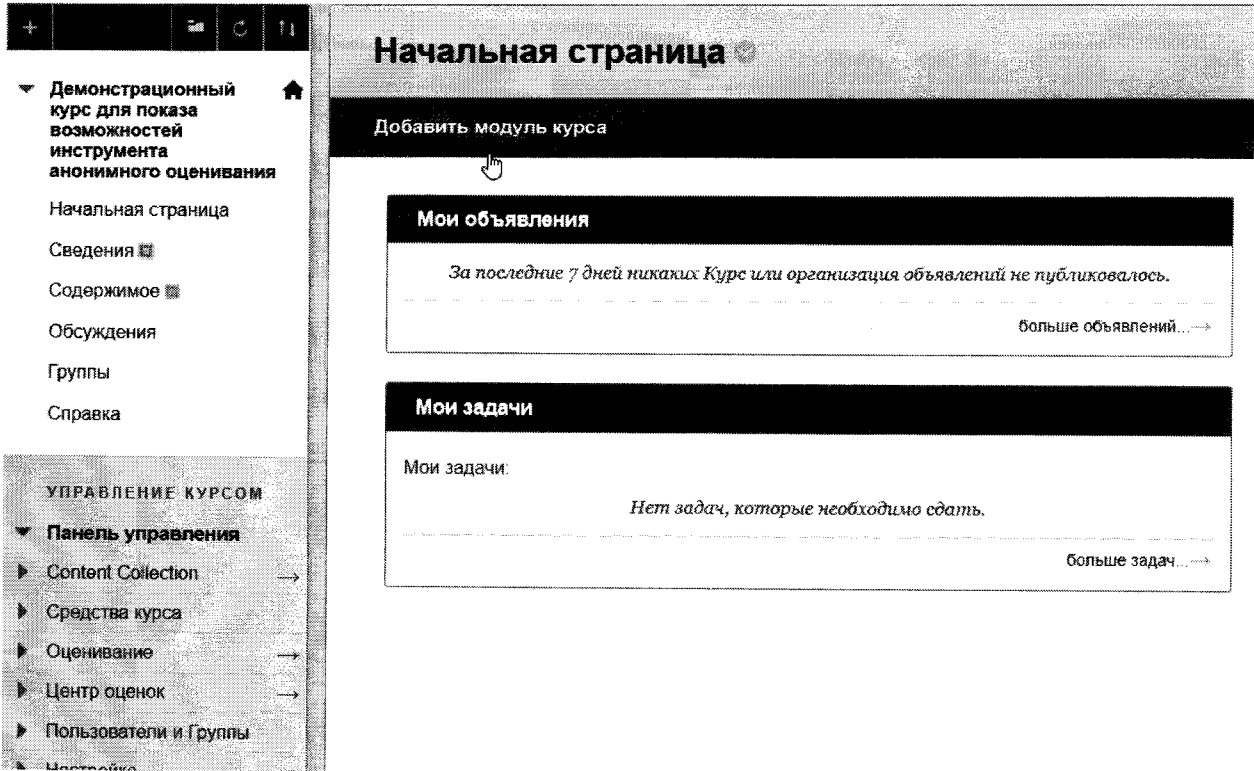 Демонстрационный
курс для показа
возможностей
инструмента
анонимного оценивания
Начальная страница
Сведения
Содержимое
Обсуждения
Группы
Справка
УПРАВЛЕНИЕ КУРСОМ
Панель управления
Content Collection
Средства курса
Оценивание
Центр оценок
Пользователи и Группы
Настройка
Начальная страница
Добавить модуль курса
Мои объявления
За последние 7 дней никаких Курс или организация объявлений не публиковалось.
больше объявлений...→
Мои задачи
Мои задачи:
Нет задач, которые необходимо сдать.
больше задач...→